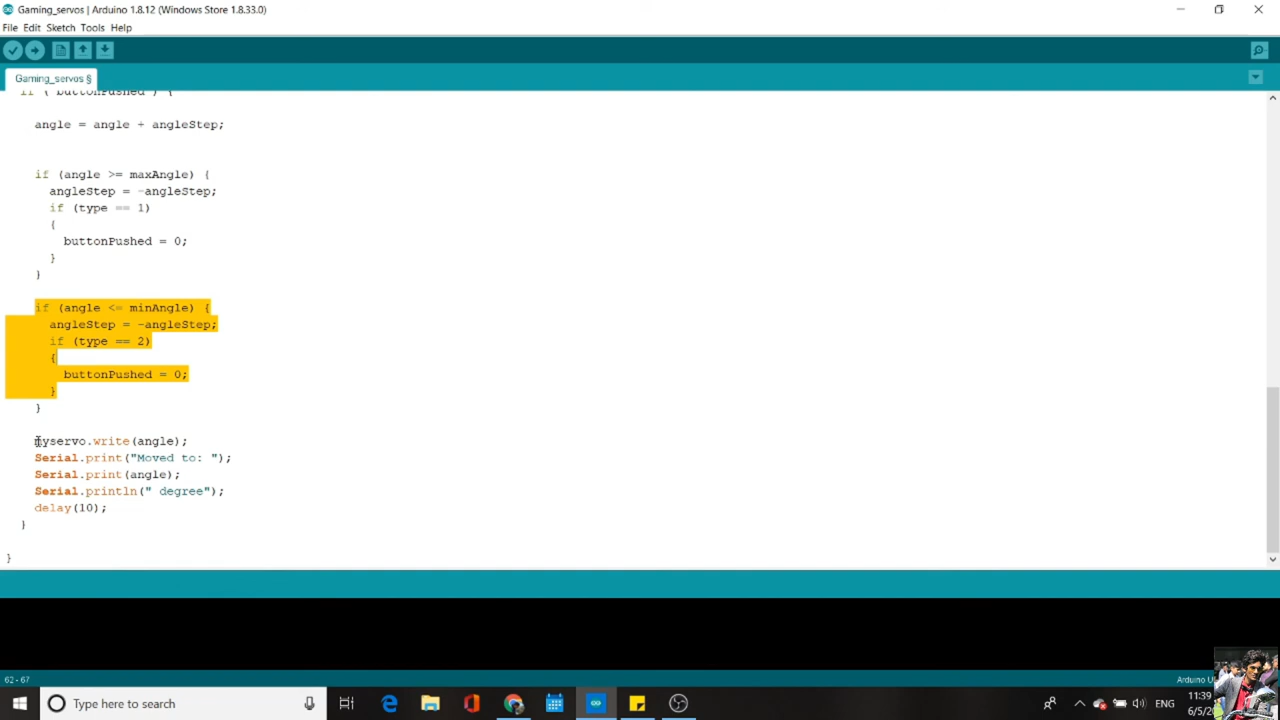 Gaming_servos | Arduino 1.8.12 (Windows Store 1.8.33.0)
File Edit Sketch Tools Help
Gaming_servos §
if ( buttonPushed ) {
angle = angle + angleStep;
if (angle >= maxAngle) {
angleStep = -angleStep;
if (type == 1)
{
buttonPushed = 0;
}
}
if (angle <= minAngle) {
angleStep = -angleStep;
if (type == 2)
{
buttonPushed = 0;
}
}
myservo.write(angle);
Serial.print("Moved to: ");
Serial.print(angle);
Serial.println(" degree");
delay(10);
}
}
62 - 67
Arduino
Type here to search
ENG
11:39
6/5/